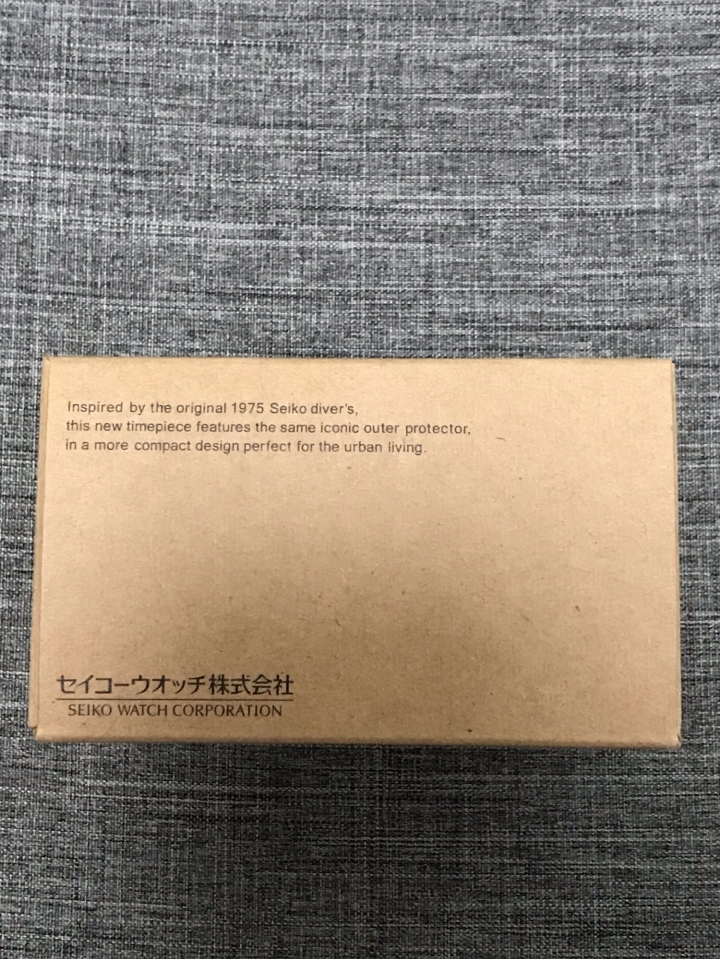 Inspired by the original 1975 Seiko diver's,
this new timepiece features the same iconic outer protector,
in a more compact design perfect for the urban living.
セイコーウオッチ株式会社
SEIKO WATCH CORPORATION